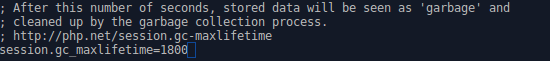 ; After this number of seconds, stored data will be seen as 'garbage' and
; cleaned up by the garbage collection process.
; http://php.net/session.gc-maxlifetime
session.gc_maxlifetime=1800